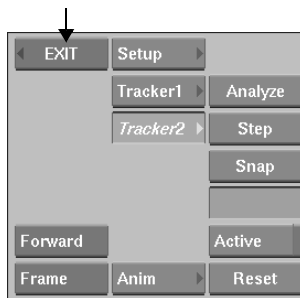 EXIT Setup
Tracker1 Analyze
Tracker2 Step
Snap
Forward Active
Frame Anim Reset